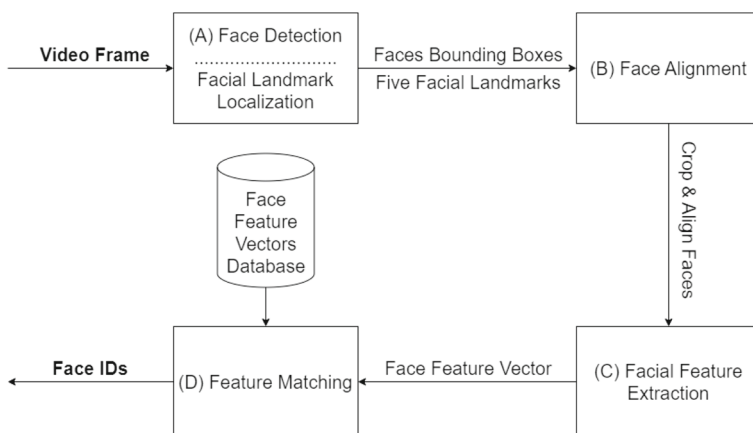 Video Frame
(A) Face Detection
Facial Landmark
Localization
Faces Bounding Boxes
Five Facial Landmarks
(B) Face Alignment
Crop & Align Faces
Face
Feature
Vectors
Database
(C) Facial Feature
Extraction
Face Feature Vector
(D) Feature Matching
Face IDs